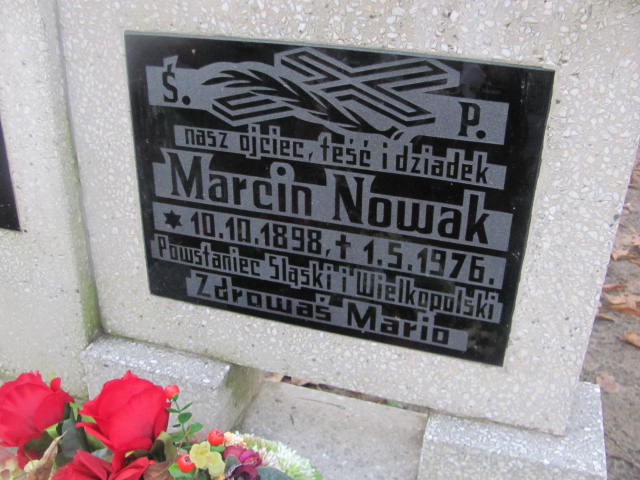 Ś. P.
nasz ojciec, teść i dziadek
Marcin Nowak
* 10.10.1898, † 1.5.1976.
Powstaniec Śląski i Wielkopolski
Zdrowaś Mario